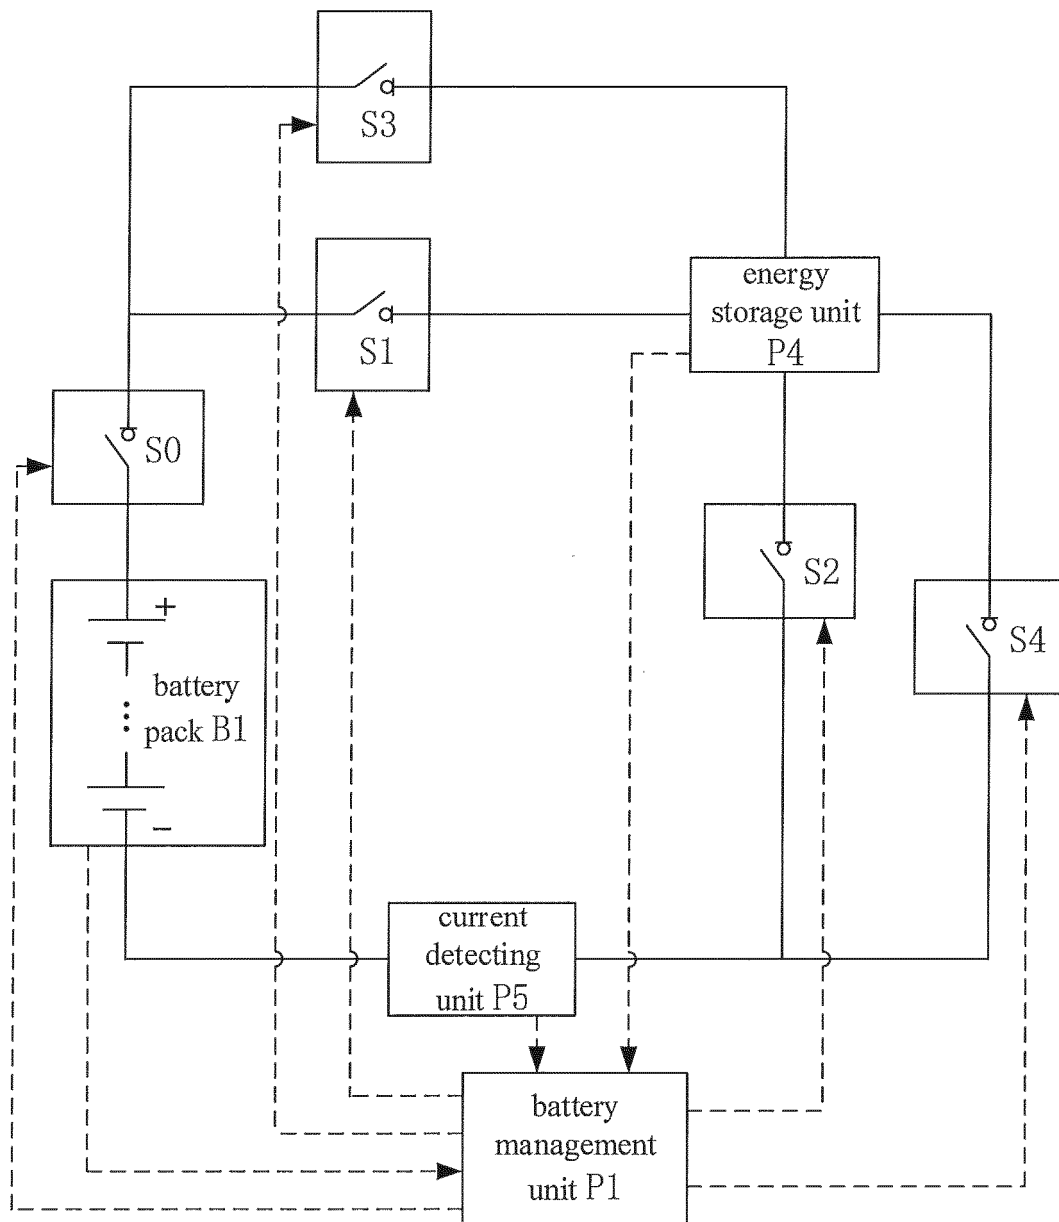 S3
energy
storage unit
P4
S1
S0
S2
S4
+
battery
pack B1
−
current
detecting
unit P5
battery
management
unit P1